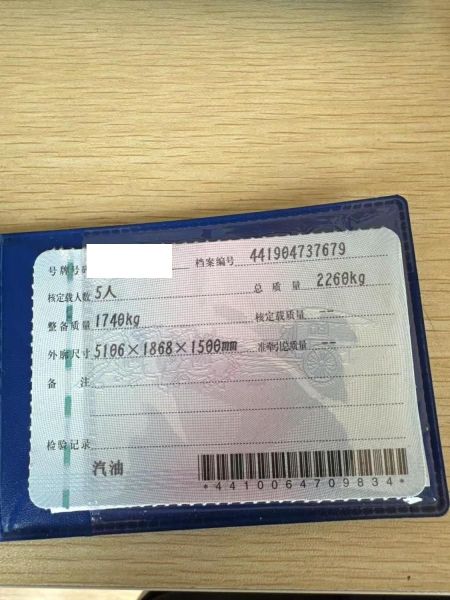 号牌号码 档案编号 441904737679
核定载人数 5人 总质量 2260kg
整备质量 1740kg 核定载质量 --
外廓尺寸 5106×1868×1500mm 准牵引总质量 --
备注
检验记录
汽油
*4410064709834*